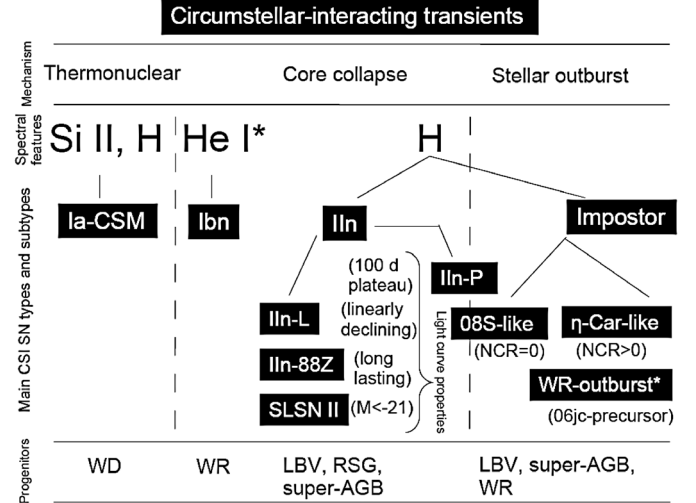 Circumstellar-interacting transients
Mechanism
Thermonuclear
Core collapse
Stellar outburst
Spectral
features
Si II, H
He I*
H
Main CSI SN types and subtypes
Ia-CSM
Ibn
IIn
Impostor
(100 d
plateau)
IIn-P
IIn-L
(linearly
declining)
IIn-88Z
(long
lasting)
SLSN II
(M<-21)
Light curve properties
08S-like
(NCR=0)
η-Car-like
(NCR>0)
WR-outburst*
(06jc-precursor)
Progenitors
WD
WR
LBV, RSG,
super-AGB
LBV, super-AGB,
WR